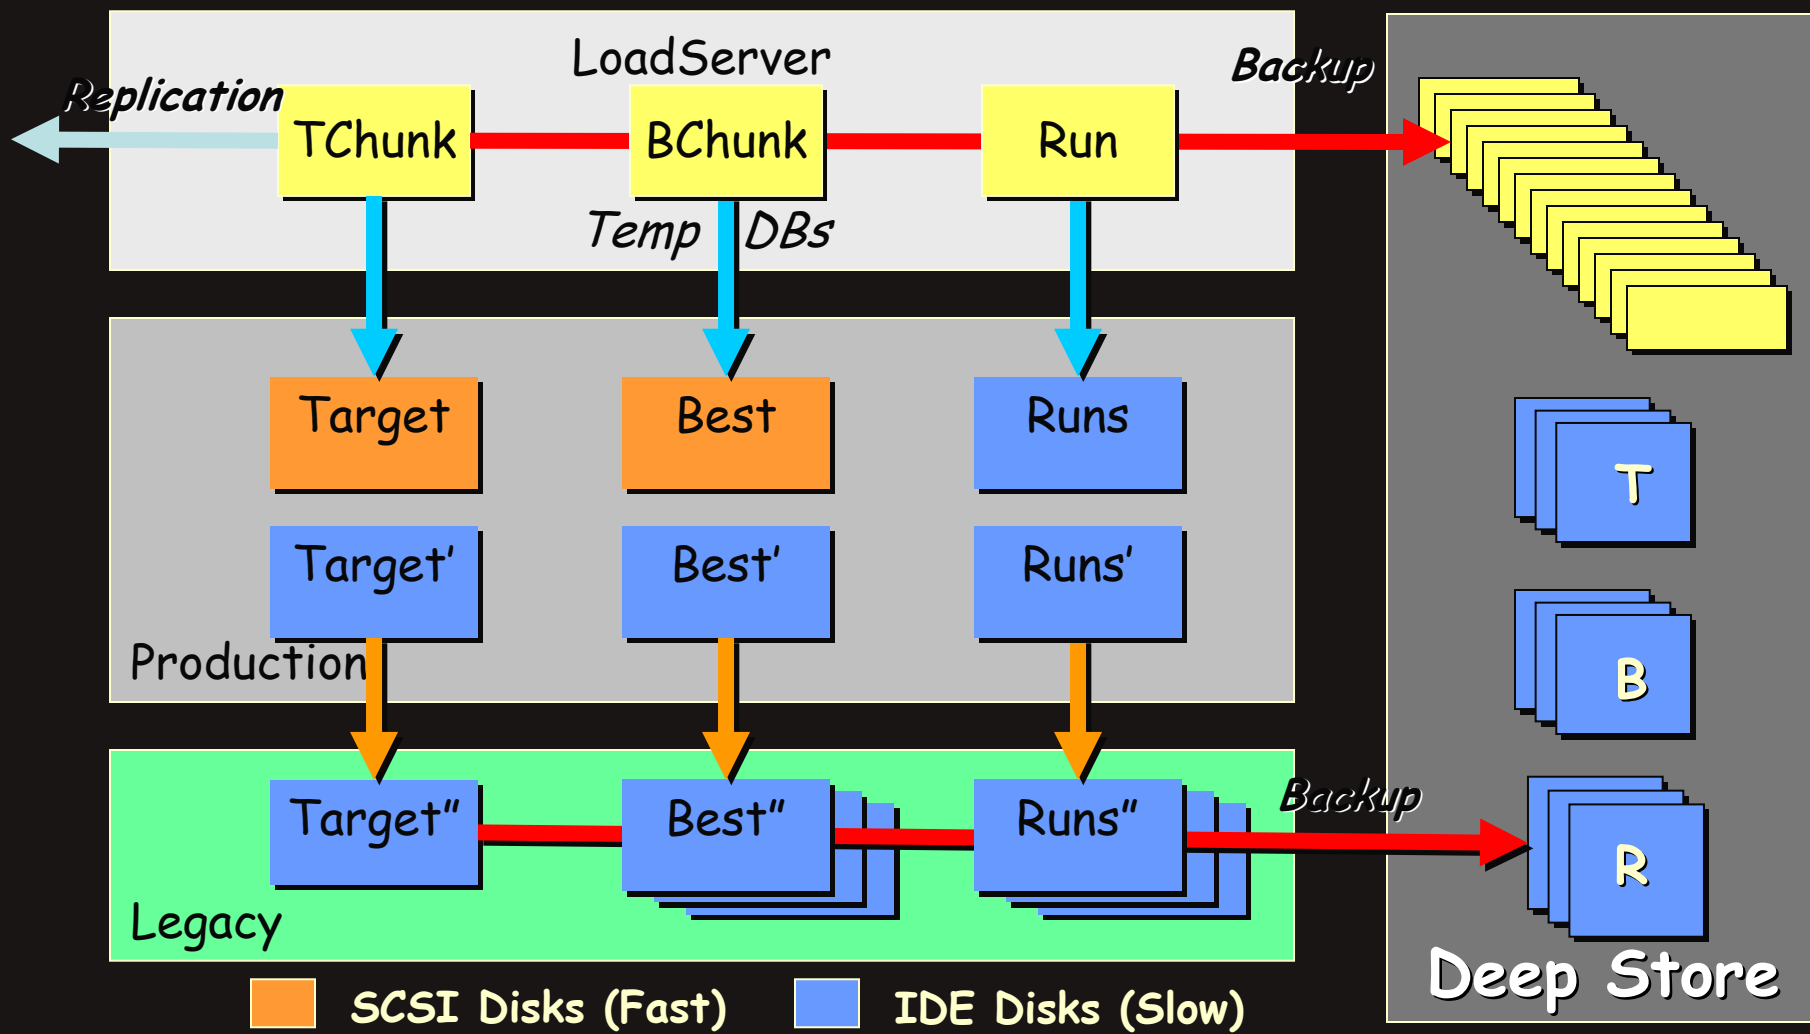 LoadServer
Backup
Replication
TChunk
BChunk
Run
Temp DBs
Target
Best
Runs
Target'
Best'
Runs'
Production
T
B
Target"
Best"
Runs"
Backup
R
Legacy
Deep Store
SCSI Disks (Fast)
IDE Disks (Slow)